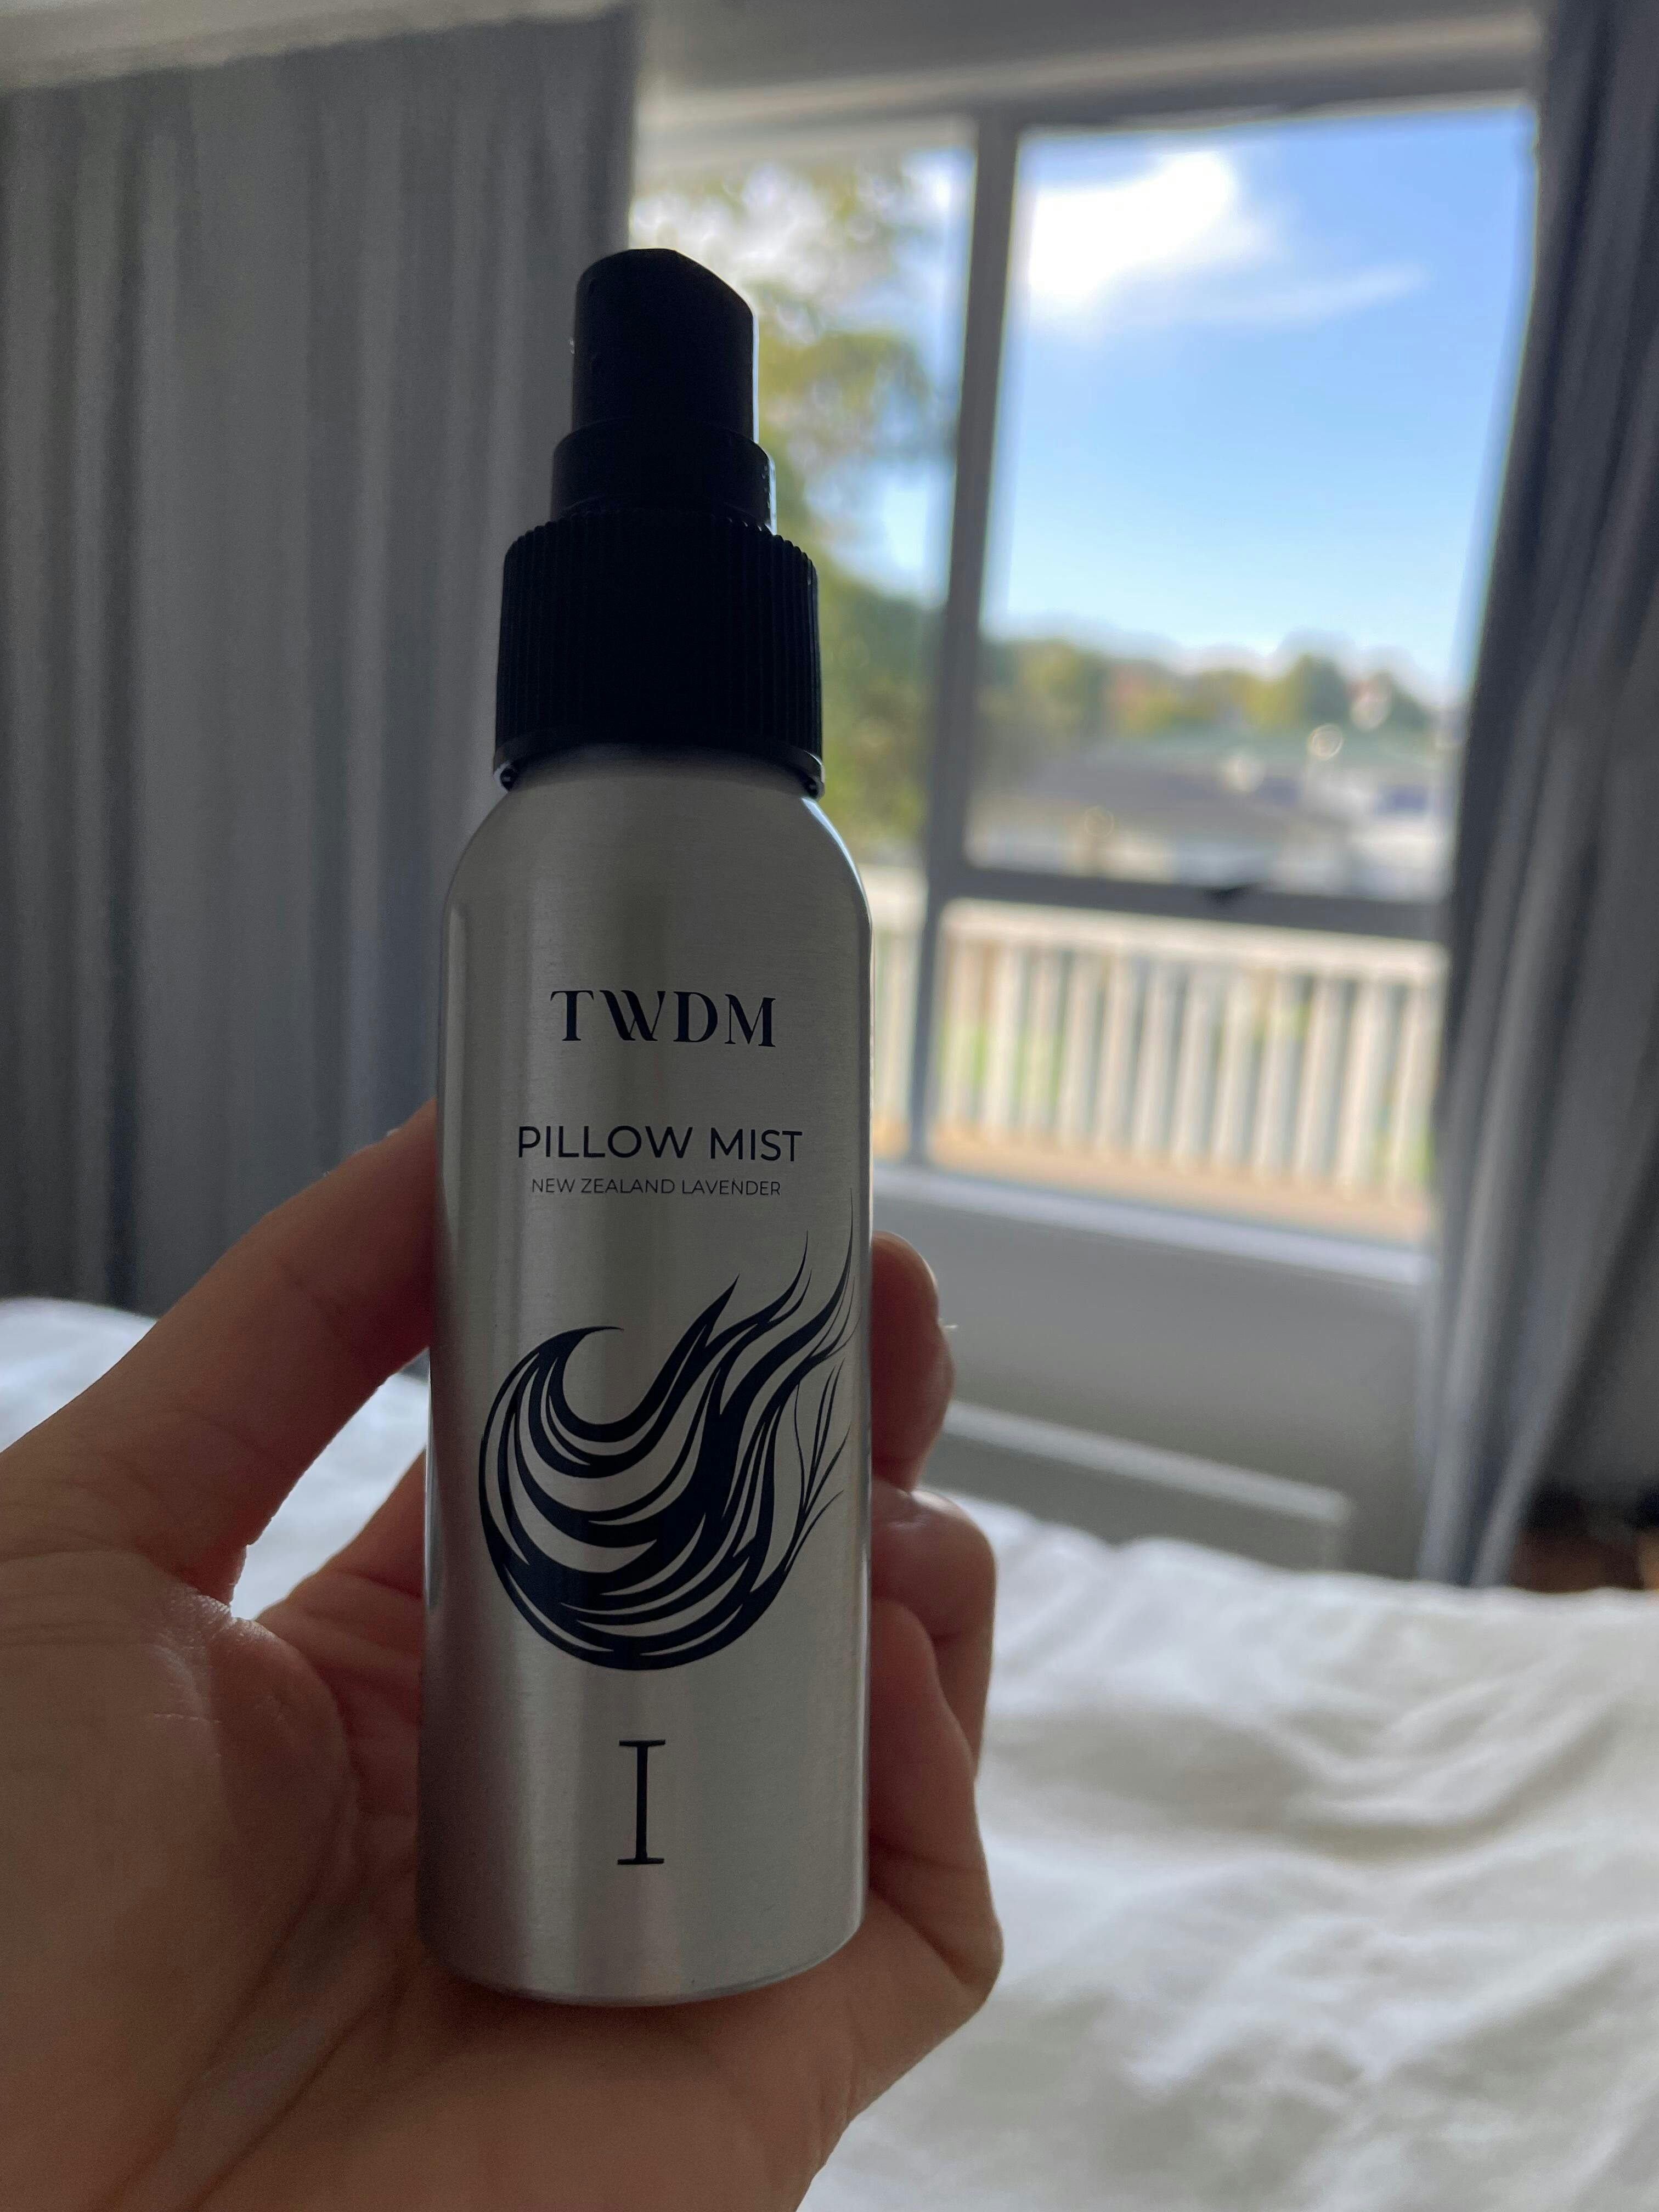 TWDM
PILLOW MIST
NEW ZEALAND LAVENDER
I